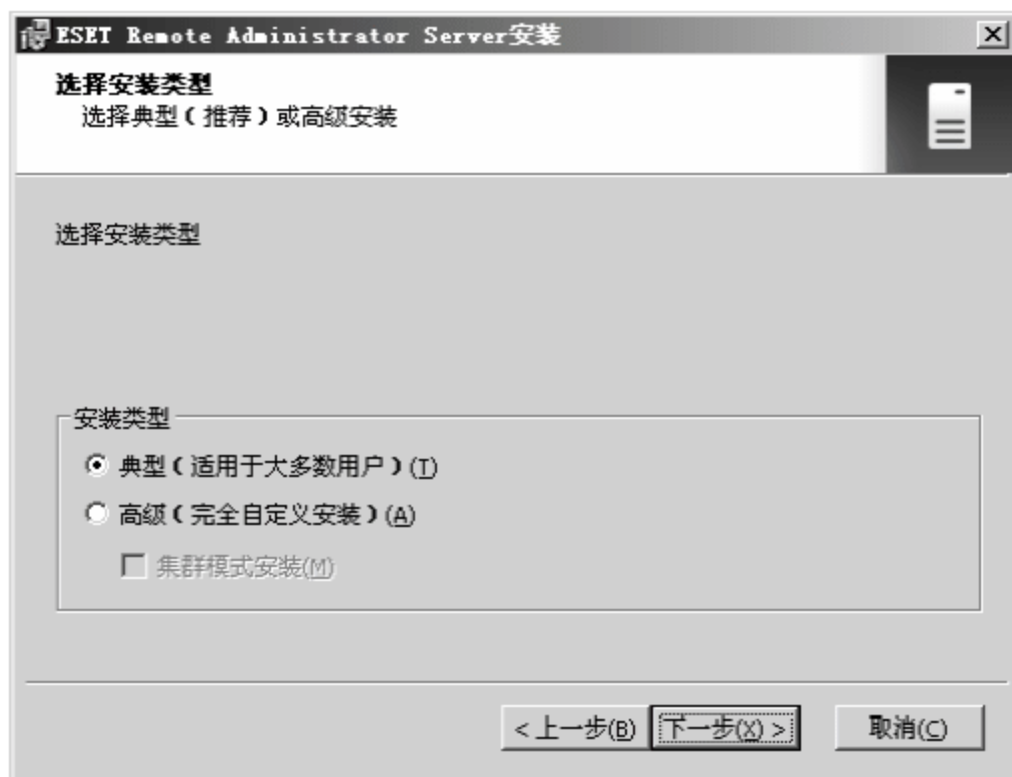 ESET Remote Administrator Server安装
选择安装类型
选择典型（推荐）或高级安装
选择安装类型
安装类型
典型（适用于大多数用户）(T)
高级（完全自定义安装）(A)
集群模式安装(M)
< 上一步(B) 下一步(X) > 取消(C)